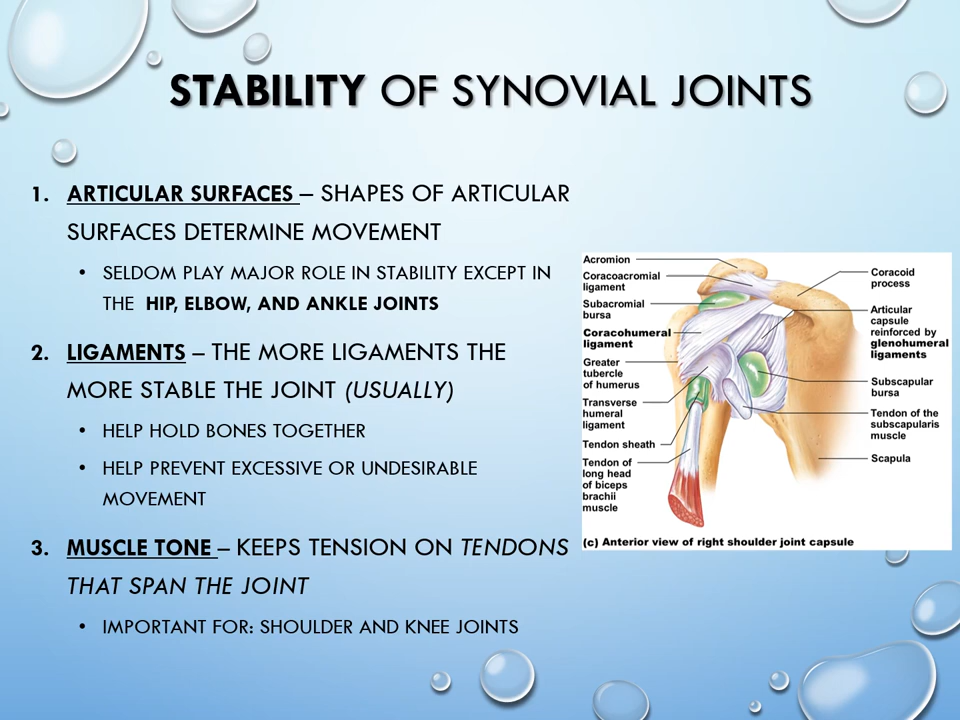 STABILITY OF SYNOVIAL JOINTS
1. ARTICULAR SURFACES – SHAPES OF ARTICULAR
SURFACES DETERMINE MOVEMENT
• SELDOM PLAY MAJOR ROLE IN STABILITY EXCEPT IN
THE HIP, ELBOW, AND ANKLE JOINTS
2. LIGAMENTS – THE MORE LIGAMENTS THE
MORE STABLE THE JOINT (USUALLY)
• HELP HOLD BONES TOGETHER
• HELP PREVENT EXCESSIVE OR UNDESIRABLE
MOVEMENT
3. MUSCLE TONE – KEEPS TENSION ON TENDONS
THAT SPAN THE JOINT
• IMPORTANT FOR: SHOULDER AND KNEE JOINTS
Acromion
Coracoacromial
ligament
Subacromial
bursa
Coracohumeral
ligament
Greater
tubercle
of humerus
Transverse
humeral
ligament
Tendon sheath
Tendon of
long head
of biceps
brachii
muscle
Coracoid
process
Articular
capsule
reinforced by
glenohumeral
ligaments
Subscapular
bursa
Tendon of the
subscapularis
muscle
Scapula
(c) Anterior view of right shoulder joint capsule